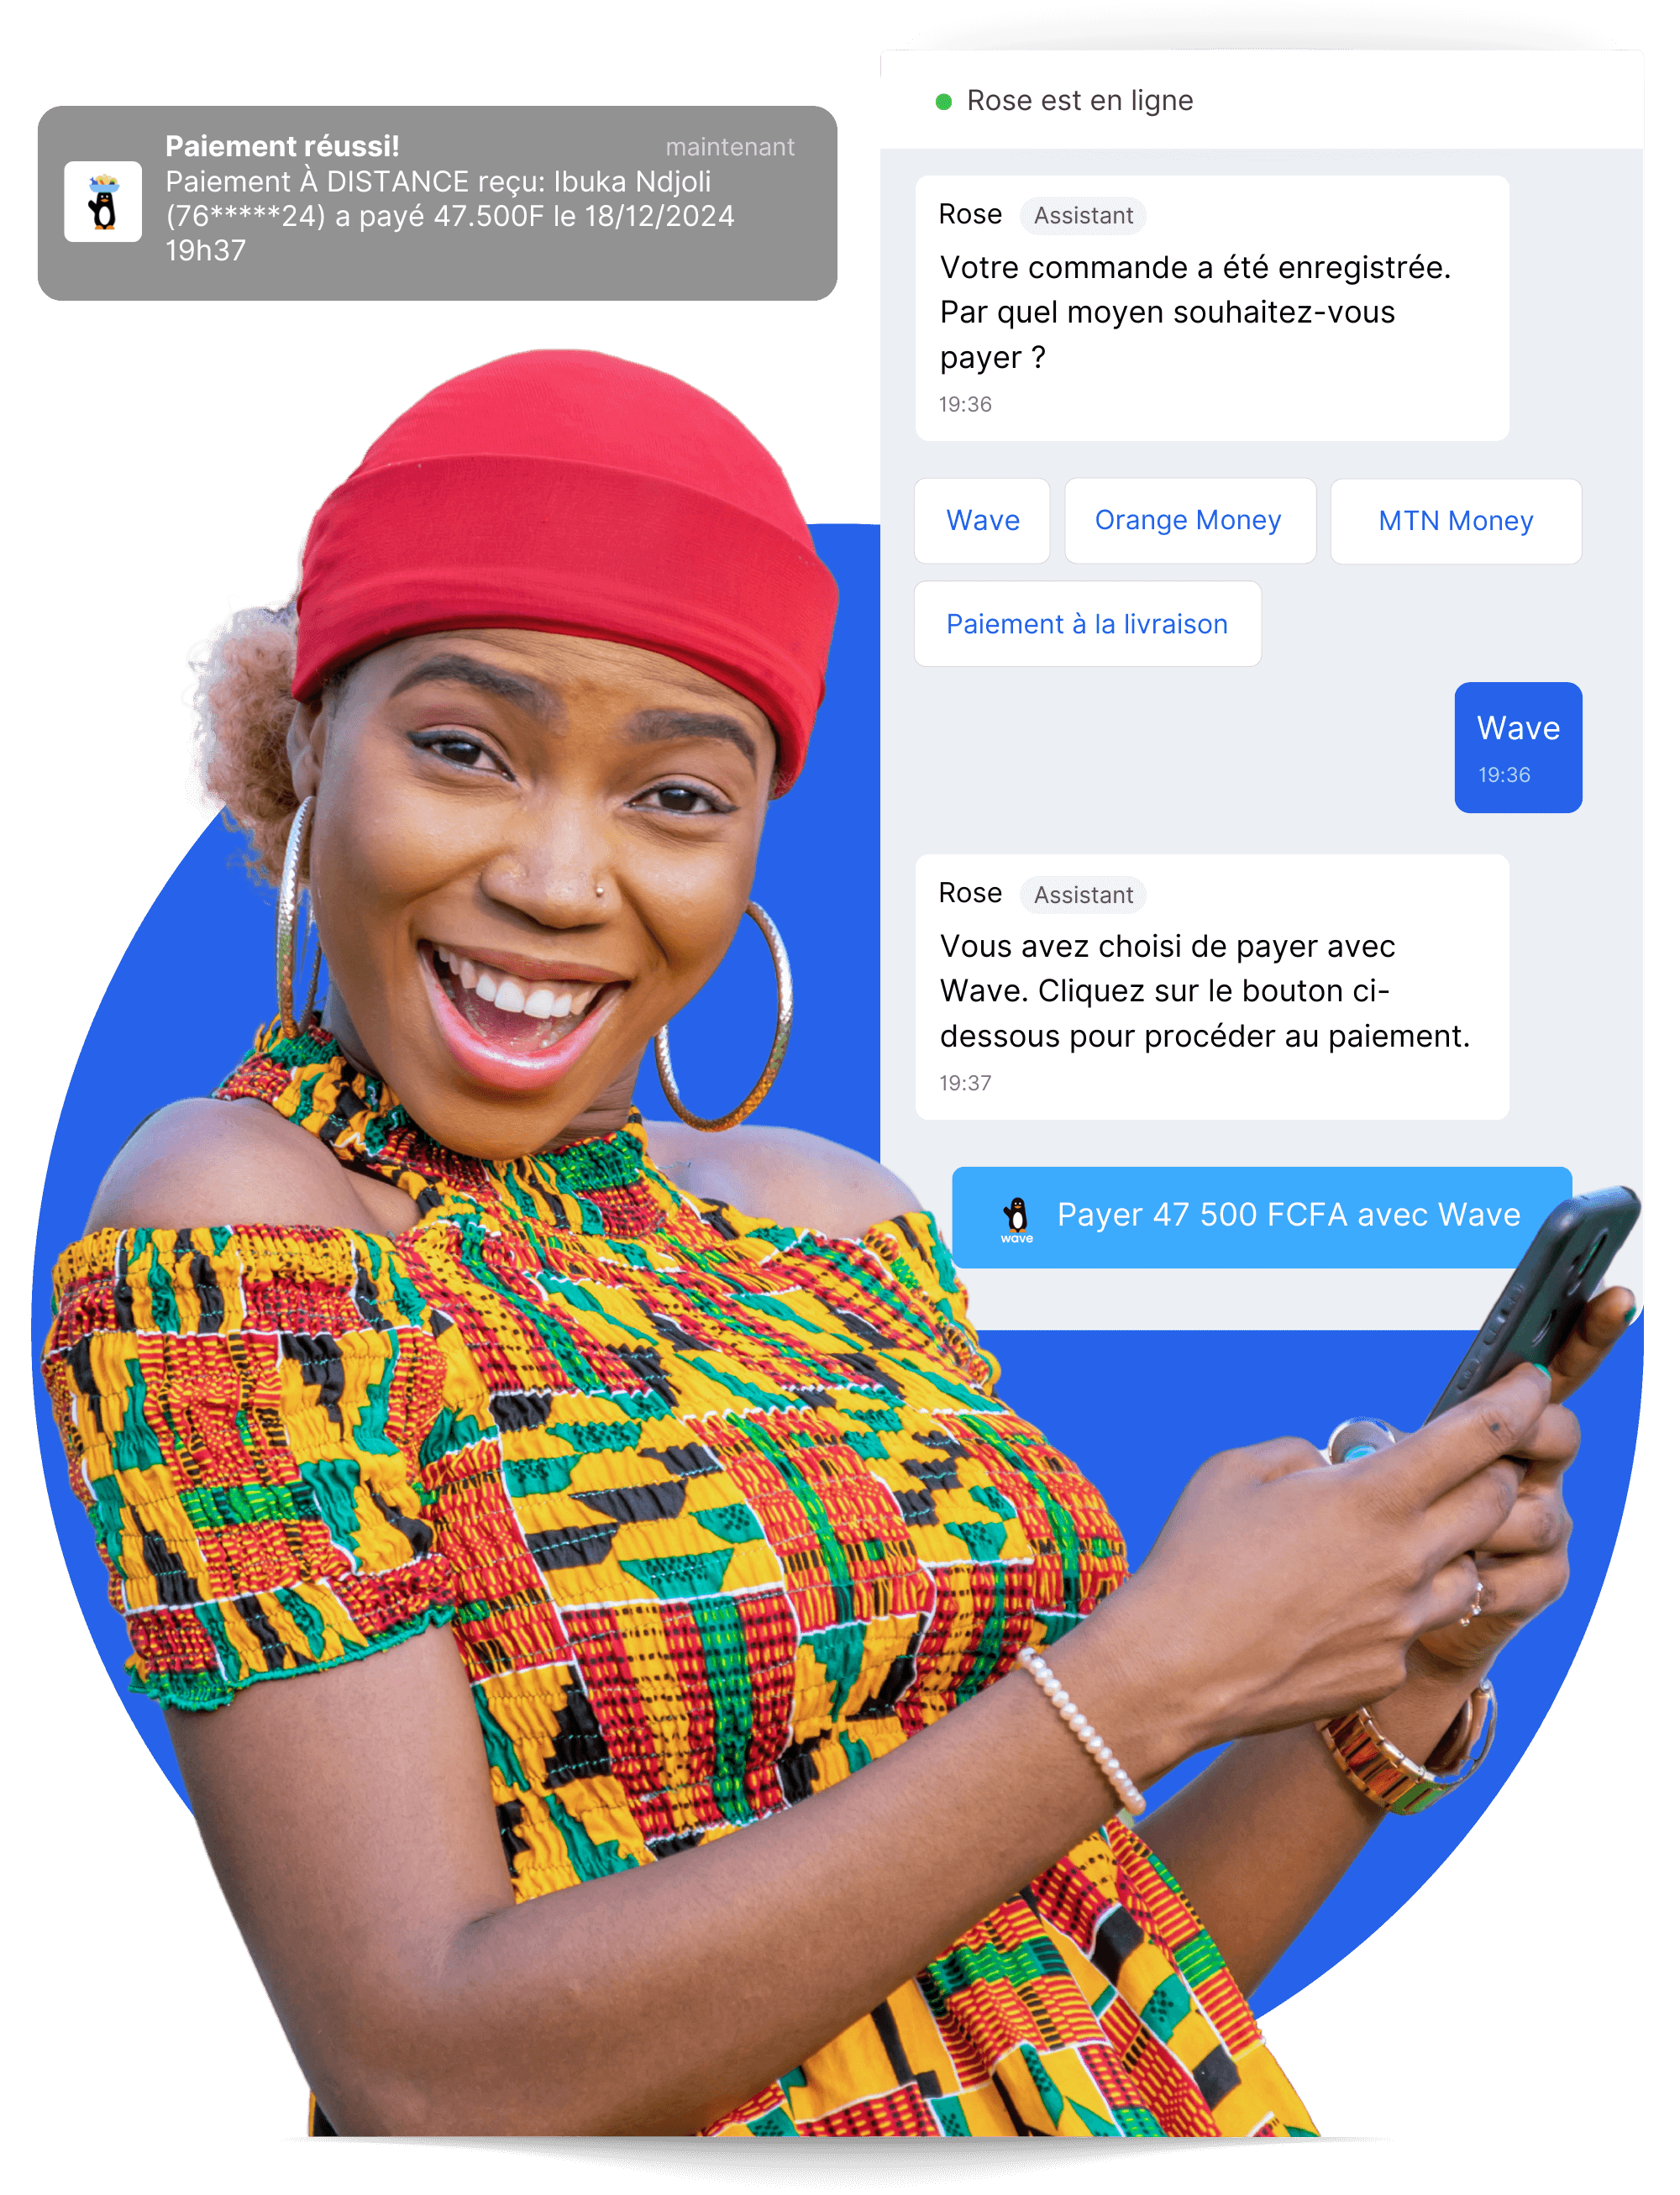 Paiement réussi!
maintenant
Paiement À DISTANCE reçu: Ibuka Ndjoli
(76*****24) a payé 47.500F le 18/12/2024
19h37
Rose est en ligne
Rose Assistant
Votre commande a été enregistrée.
Par quel moyen souhaitez-vous
payer ?
19:36
Wave
Orange Money
MTN Money
Paiement à la livraison
Wave
19:36
Rose Assistant
Vous avez choisi de payer avec
Wave. Cliquez sur le bouton ci-
dessous pour procéder au paiement.
19:37
wave
Payer 47 500 FCFA avec Wave